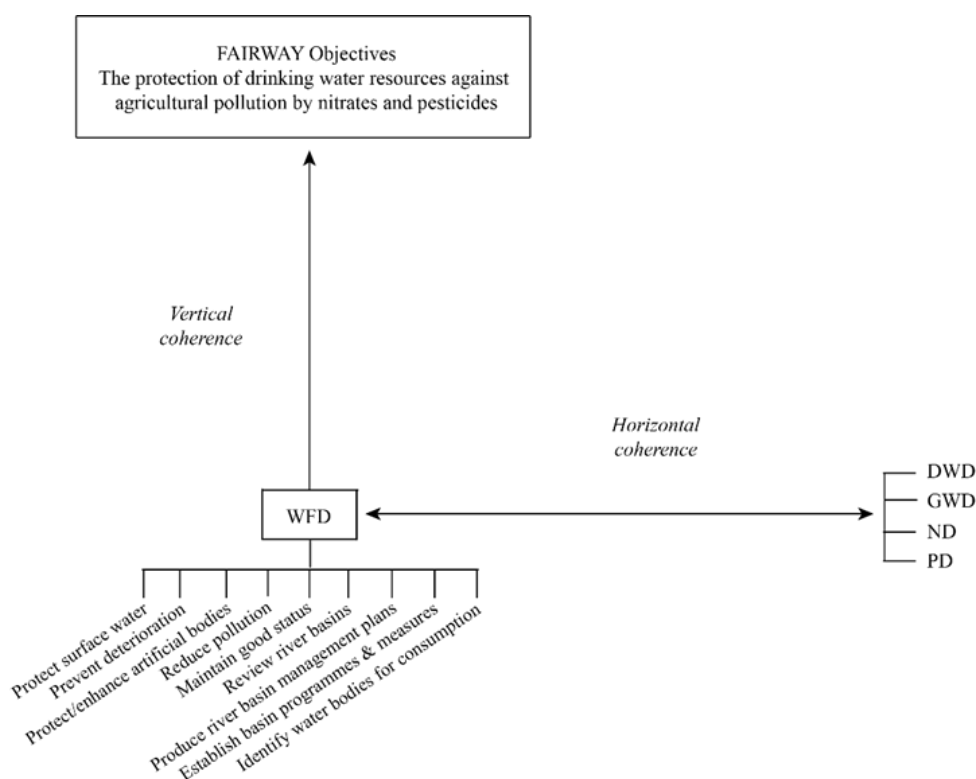 FAIRWAY Objectives
The protection of drinking water resources against
agricultural pollution by nitrates and pesticides
Vertical
coherence
Horizontal
coherence
WFD
DWD
GWD
ND
PD
Protect surface water
Prevent deterioration
Protect/enhance artificial bodies
Reduce pollution
Maintain good status
Review river basins
Produce river basin management plans
Establish basin programmes & measures
Identify water bodies for consumption